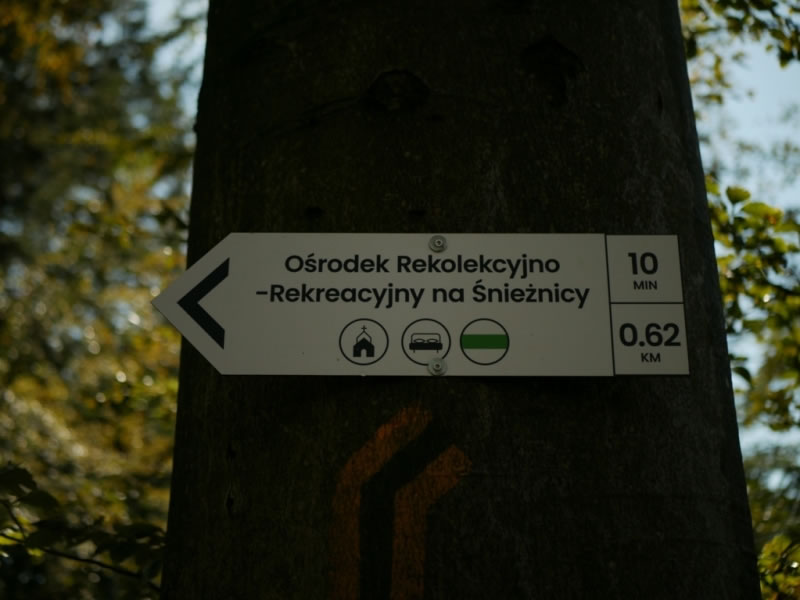 Ośrodek Rekolekcyjno
-Rekreacyjny na Śnieżnicy
10
MIN
0.62
KM